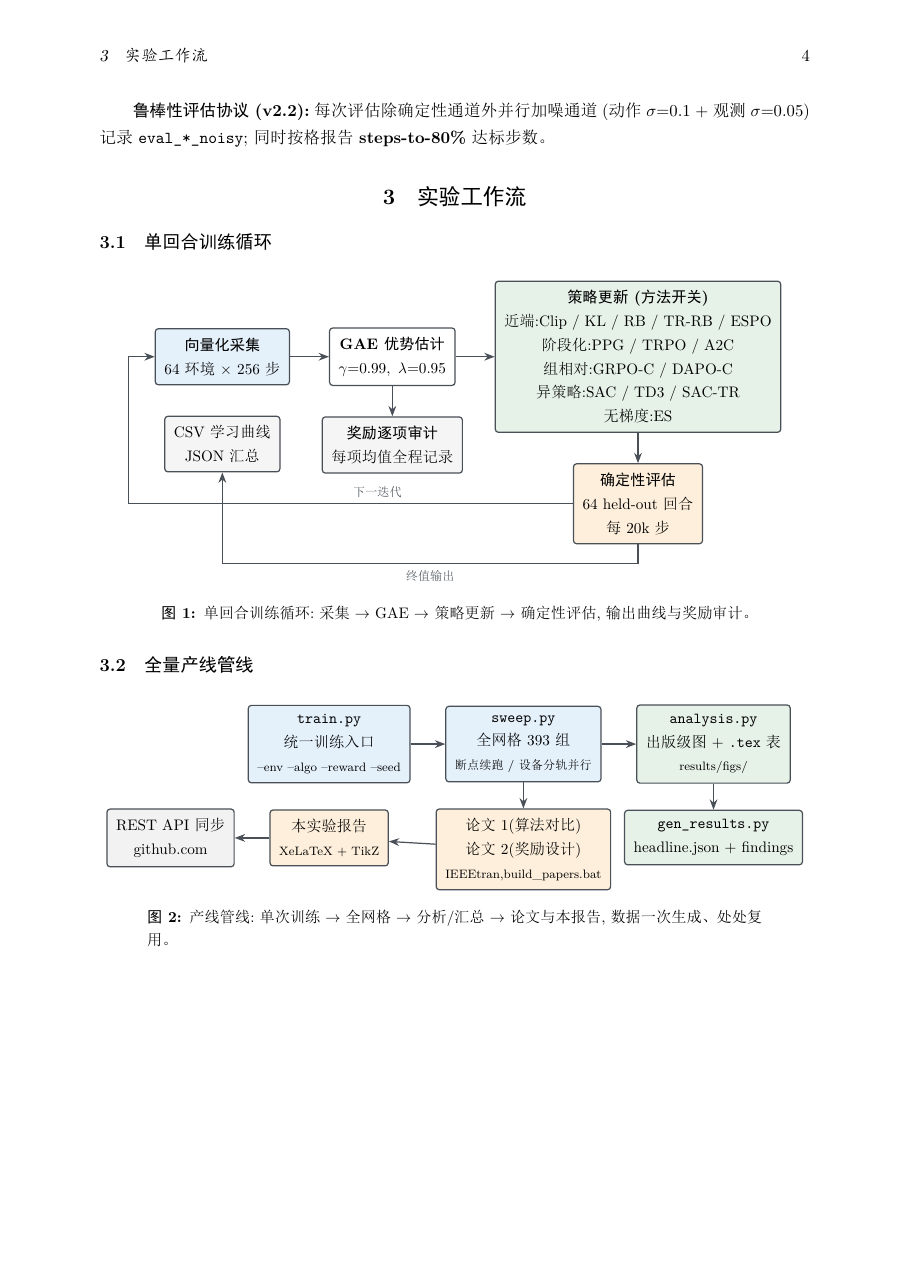 3 实验工作流 4
鲁棒性评估协议 (v2.2): 每次评估除确定性通道外并行加噪通道 (动作 σ=0.1 + 观测 σ=0.05)
记录 eval_*_noisy; 同时按格报告 steps-to-80% 达标步数。
3 实验工作流
3.1 单回合训练循环
向量化采集
64 环境 × 256 步
GAE 优势估计
γ=0.99, λ=0.95
策略更新 (方法开关)
近端:Clip / KL / RB / TR-RB / ESPO
阶段化:PPG / TRPO / A2C
组相对:GRPO-C / DAPO-C
异策略:SAC / TD3 / SAC-TR
无梯度:ES
CSV 学习曲线
JSON 汇总
奖励逐项审计
每项均值全程记录
确定性评估
64 held-out 回合
每 20k 步
下一迭代
终值输出
图 1: 单回合训练循环: 采集 → GAE → 策略更新 → 确定性评估, 输出曲线与奖励审计。
3.2 全量产线管线
train.py
统一训练入口
–env –algo –reward –seed
sweep.py
全网格 393 组
断点续跑 / 设备分轨并行
analysis.py
出版级图 + .tex 表
results/figs/
REST API 同步
github.com
本实验报告
XeLaTeX + TikZ
论文 1(算法对比)
论文 2(奖励设计)
IEEEtran,build_papers.bat
gen_results.py
headline.json + findings
图 2: 产线管线: 单次训练 → 全网格 → 分析/汇总 → 论文与本报告, 数据一次生成、处处复
用。